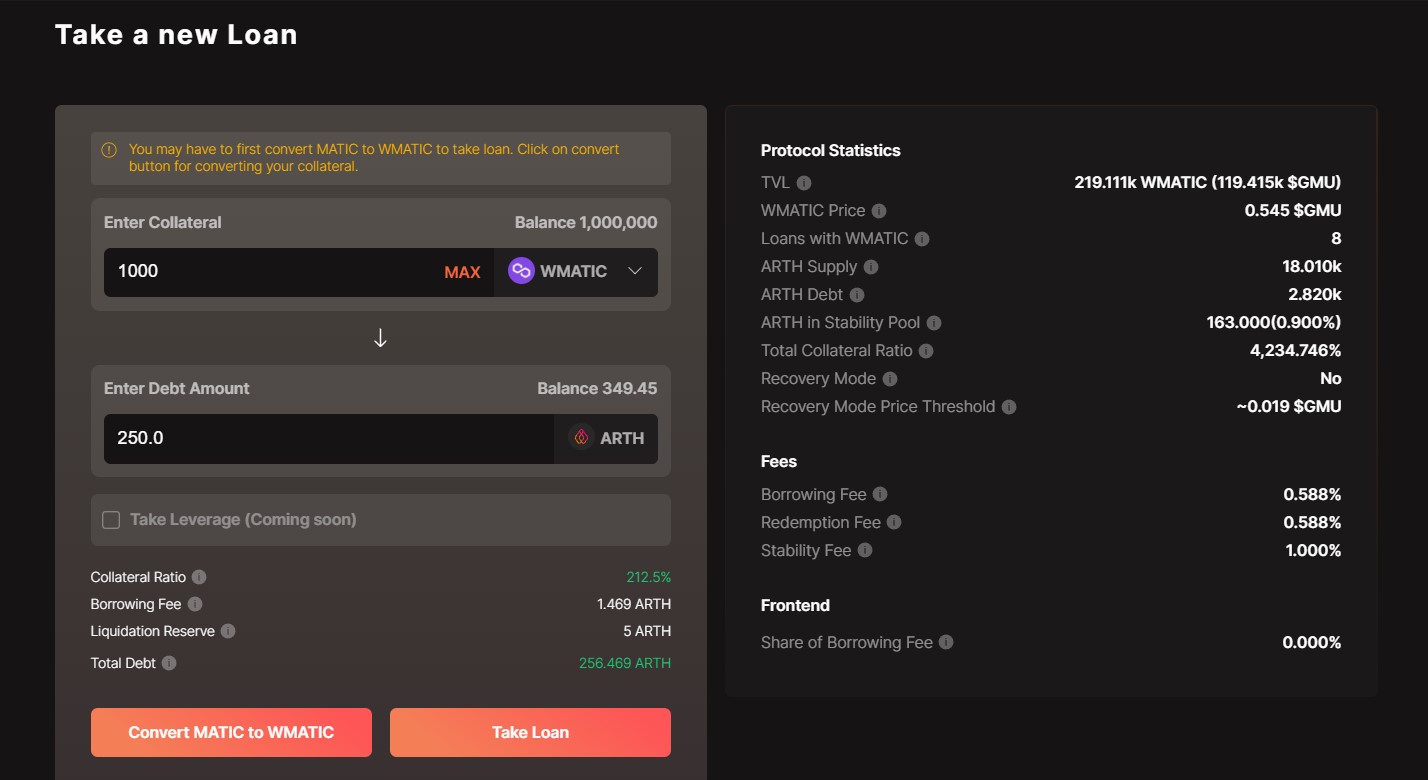 Take a new Loan
You may have to first convert MATIC to WMATIC to take loan. Click on convert
button for converting your collateral.
Enter Collateral Balance 1,000,000
1000 MAX WMATIC
Enter Debt Amount Balance 349.45
250.0 ARTH
Take Leverage (Coming soon)
Collateral Ratio 212.5%
Borrowing Fee 1.469 ARTH
Liquidation Reserve 5 ARTH
Total Debt 256.469 ARTH
Convert MATIC to WMATIC Take Loan
Protocol Statistics
TVL 219.111k WMATIC (119.415k $GMU)
WMATIC Price 0.545 $GMU
Loans with WMATIC 8
ARTH Supply 18.010k
ARTH Debt 2.820k
ARTH in Stability Pool 163.000(0.900%)
Total Collateral Ratio 4,234.746%
Recovery Mode No
Recovery Mode Price Threshold ~0.019 $GMU
Fees
Borrowing Fee 0.588%
Redemption Fee 0.588%
Stability Fee 1.000%
Frontend
Share of Borrowing Fee 0.000%